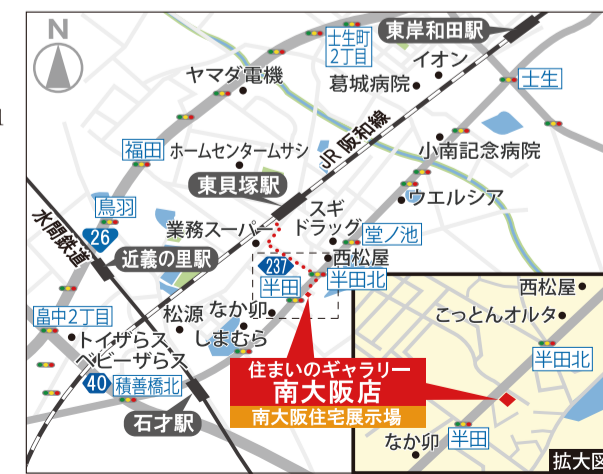 N
東岸和田駅
土生町
2丁目
イオン
ヤマダ電機
葛城病院
土生
JR 阪和線
福田
ホームセンタームサシ
小南記念病院
東貝塚駅
ウエルシア
鳥羽
スギ
ドラッグ
業務スーパー
堂ノ池
水間鉄道
26
近義の里駅
237
西松屋
半田
半田北
畠中2丁目
松源
なか卯
しまむら
トイザらス
ベビーザらス
40
積善橋北
石才駅
住まいのギャラリー
南大阪店
南大阪住宅展示場
西松屋
こっとんオルタ
半田北
なか卯
半田
拡大図